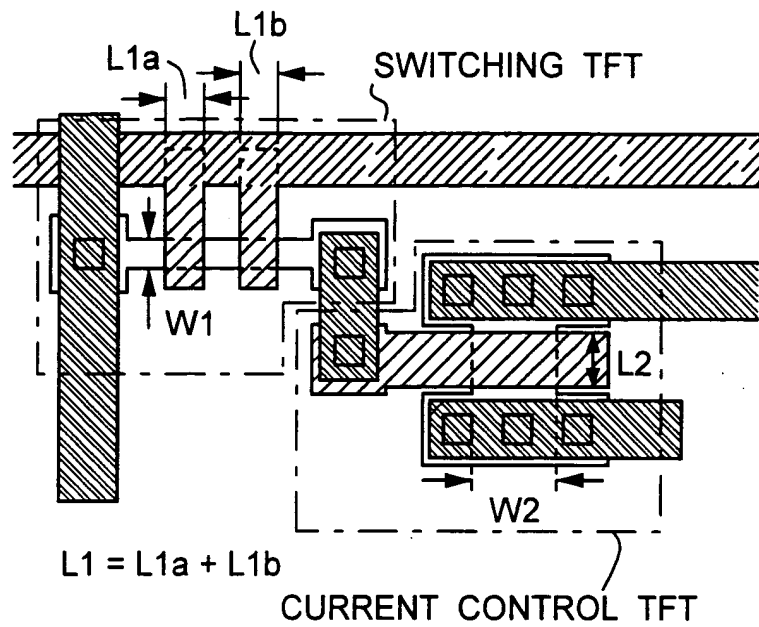 L1b
L1a
SWITCHING TFT
W1
L2
W2
L1 = L1a + L1b
CURRENT CONTROL TFT